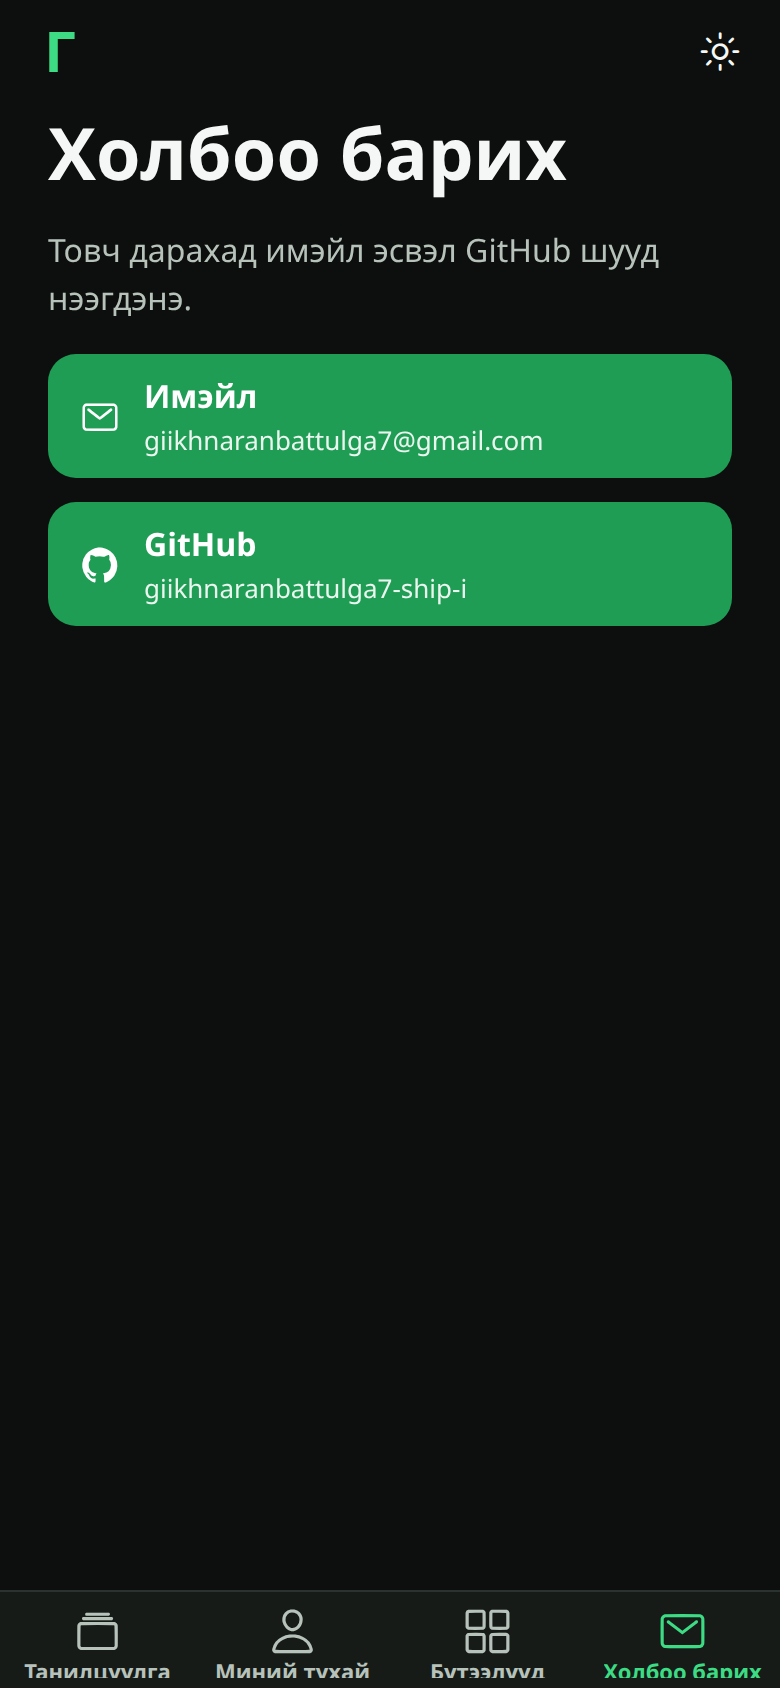 Г
Холбоо барих
Товч дарахад имэйл эсвэл GitHub шууд
нээгдэнэ.
Имэйл
giikhnaranbattulga7@gmail.com
GitHub
giikhnaranbattulga7-ship-i
Танилцуулга
Миний тухай
Бүтээлүүд
Холбоо барих